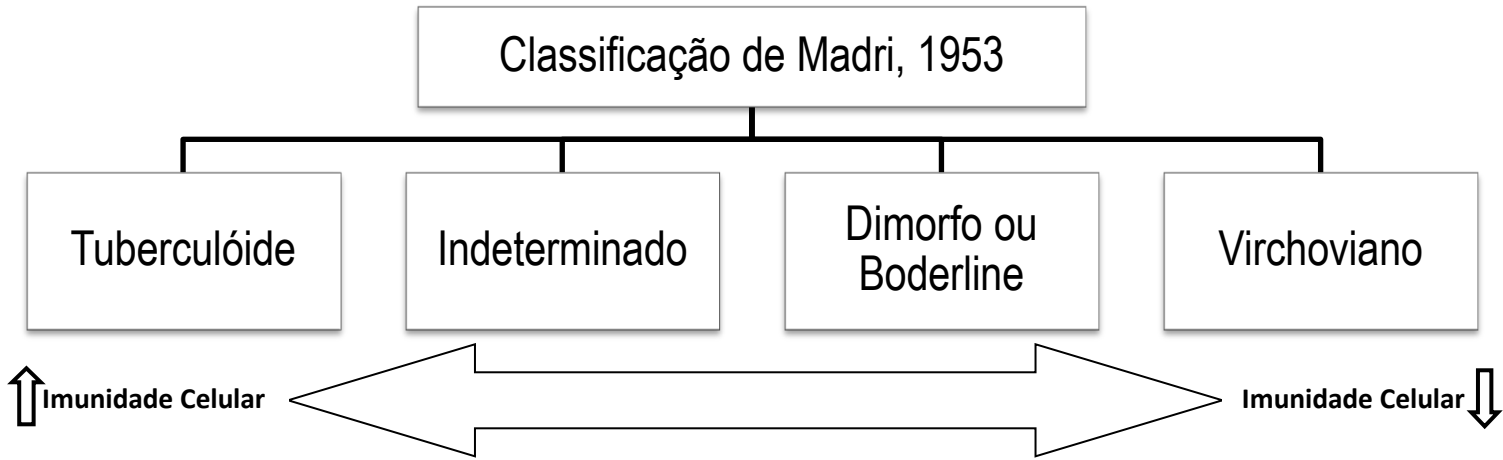 Classificação de Madri, 1953
Tuberculóide
Indeterminado
Dimorfo ou
Boderline
Virchoviano
Imunidade Celular
Imunidade Celular